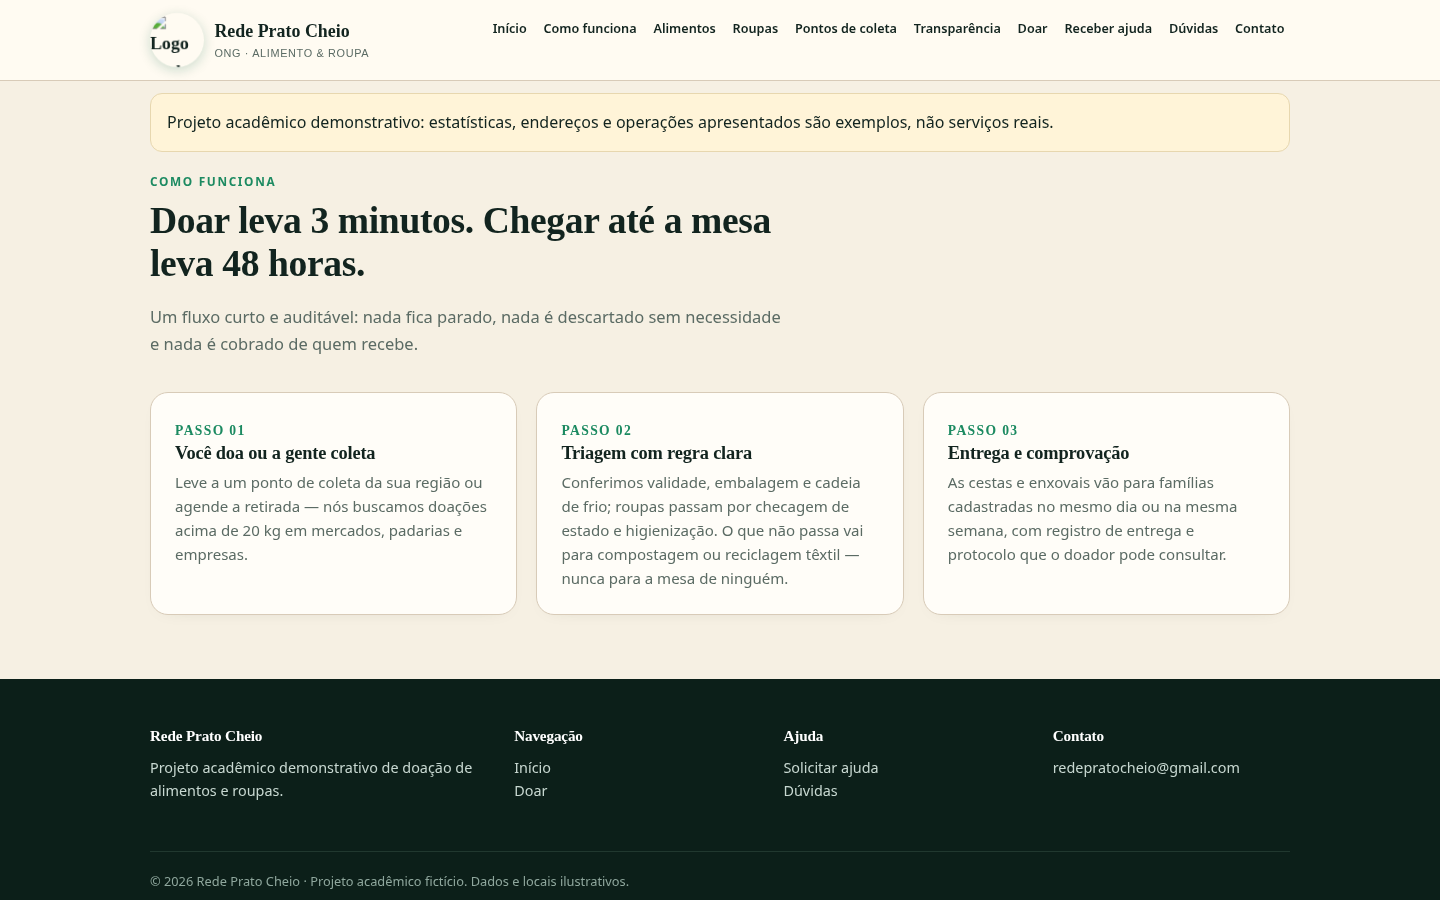 Logo
Rede Prato Cheio
ONG · ALIMENTO & ROUPA
Início Como funciona Alimentos Roupas Pontos de coleta Transparência Doar Receber ajuda Dúvidas Contato
Projeto acadêmico demonstrativo: estatísticas, endereços e operações apresentados são exemplos, não serviços reais.
COMO FUNCIONA
Doar leva 3 minutos. Chegar até a mesa
leva 48 horas.
Um fluxo curto e auditável: nada fica parado, nada é descartado sem necessidade
e nada é cobrado de quem recebe.
PASSO 01
Você doa ou a gente coleta
Leve a um ponto de coleta da sua região ou
agende a retirada — nós buscamos doações
acima de 20 kg em mercados, padarias e
empresas.
PASSO 02
Triagem com regra clara
Conferimos validade, embalagem e cadeia
de frio; roupas passam por checagem de
estado e higienização. O que não passa vai
para compostagem ou reciclagem têxtil —
nunca para a mesa de ninguém.
PASSO 03
Entrega e comprovação
As cestas e enxovais vão para famílias
cadastradas no mesmo dia ou na mesma
semana, com registro de entrega e
protocolo que o doador pode consultar.
Rede Prato Cheio
Projeto acadêmico demonstrativo de doação de
alimentos e roupas.
Navegação
Início
Doar
Ajuda
Solicitar ajuda
Dúvidas
Contato
redepratocheio@gmail.com
© 2026 Rede Prato Cheio · Projeto acadêmico fictício. Dados e locais ilustrativos.